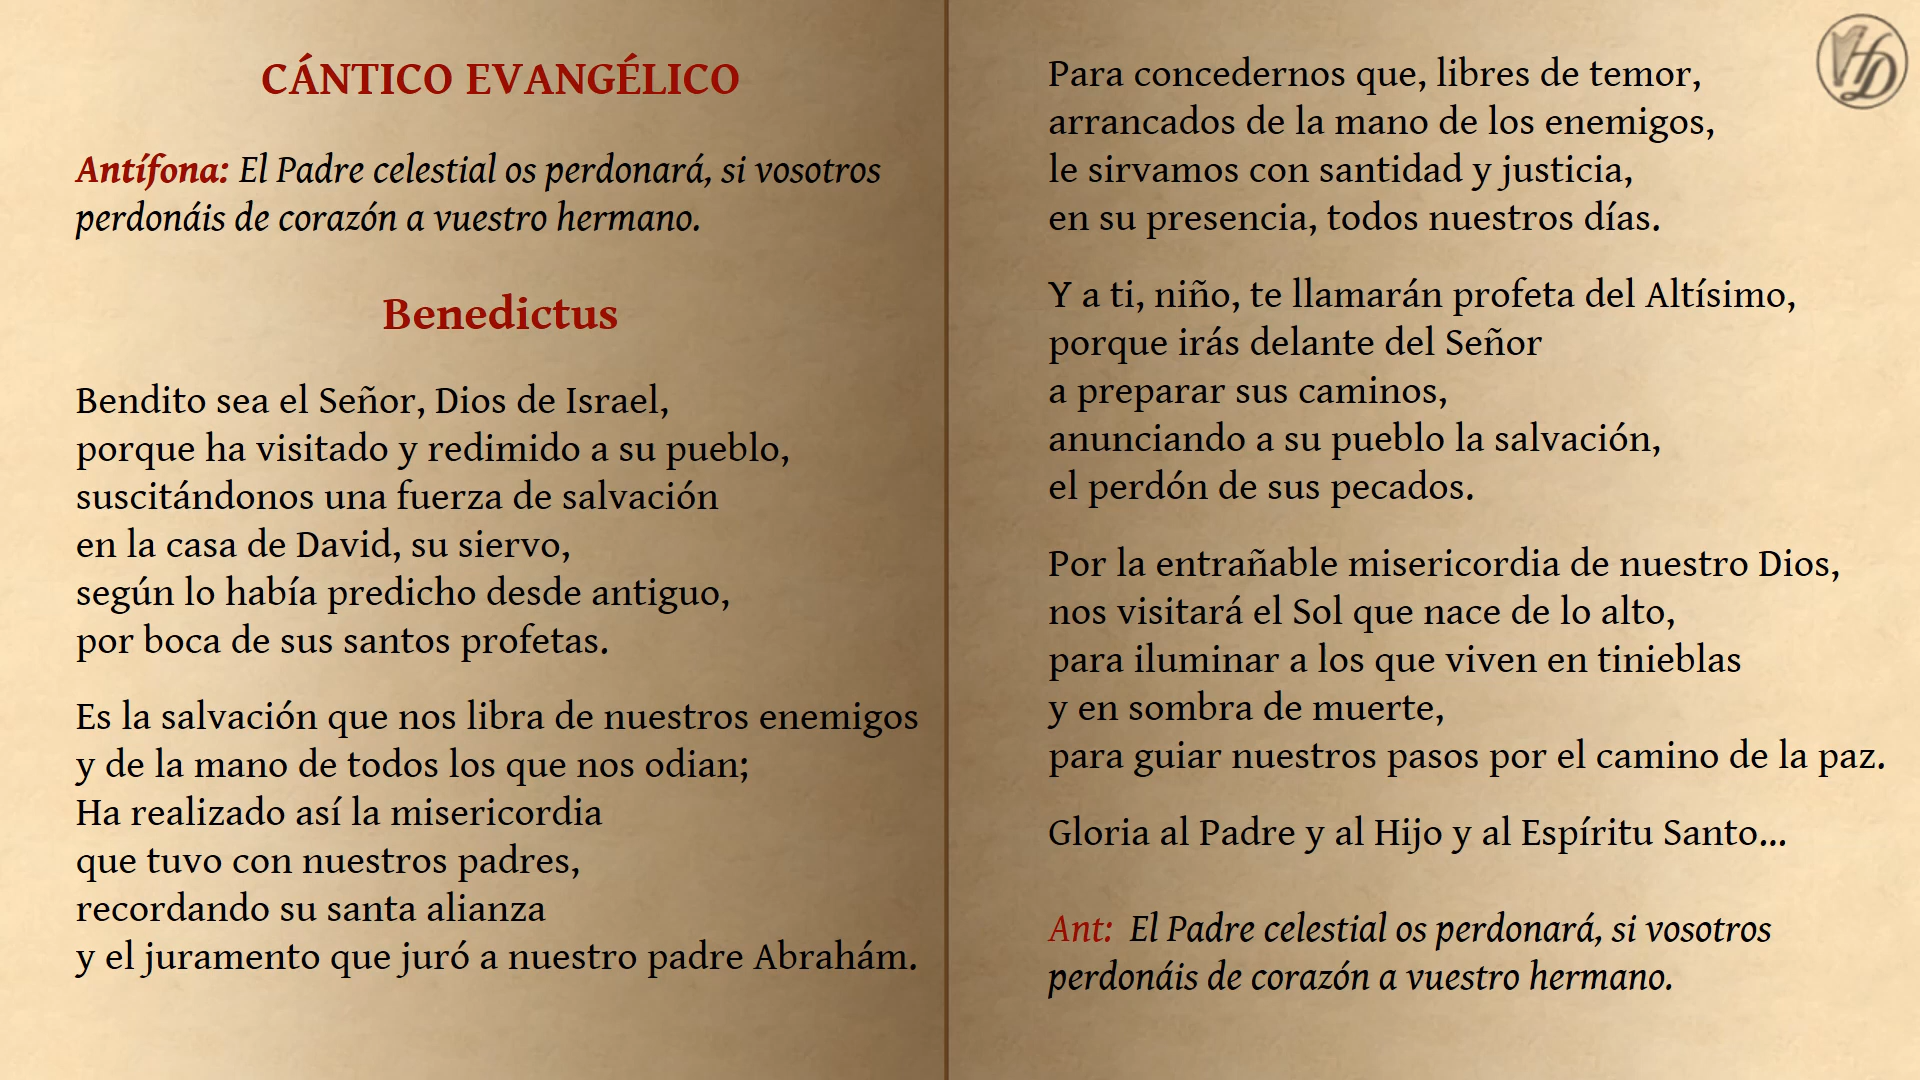 CÁNTICO EVANGÉLICO
Antífona: El Padre celestial os perdonará, si vosotros
perdonáis de corazón a vuestro hermano.
Benedictus
Bendito sea el Señor, Dios de Israel,
porque ha visitado y redimido a su pueblo,
suscitándonos una fuerza de salvación
en la casa de David, su siervo,
según lo había predicho desde antiguo,
por boca de sus santos profetas.
Es la salvación que nos libra de nuestros enemigos
y de la mano de todos los que nos odian;
Ha realizado así la misericordia
que tuvo con nuestros padres,
recordando su santa alianza
y el juramento que juró a nuestro padre Abrahám.
Para concedernos que, libres de temor,
arrancados de la mano de los enemigos,
le sirvamos con santidad y justicia,
en su presencia, todos nuestros días.
Y a ti, niño, te llamarán profeta del Altísimo,
porque irás delante del Señor
a preparar sus caminos,
anunciando a su pueblo la salvación,
el perdón de sus pecados.
Por la entrañable misericordia de nuestro Dios,
nos visitará el Sol que nace de lo alto,
para iluminar a los que viven en tinieblas
y en sombra de muerte,
para guiar nuestros pasos por el camino de la paz.
Gloria al Padre y al Hijo y al Espíritu Santo...
Ant: El Padre celestial os perdonará, si vosotros
perdonáis de corazón a vuestro hermano.
HD